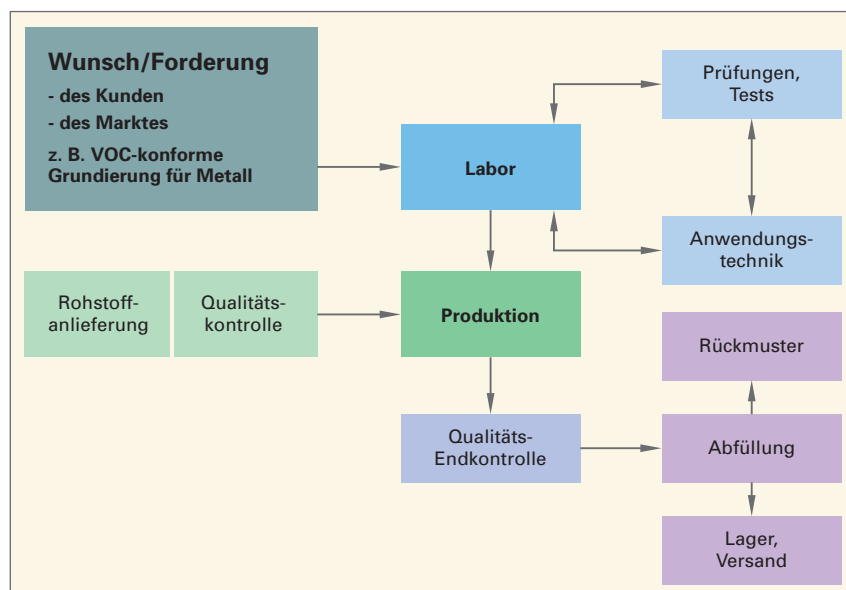 Wunsch/Forderung
- des Kunden
- des Marktes
z. B. VOC-konforme
Grundierung für Metall
Labor
Prüfungen,
Tests
Anwendungs-
technik
Rohstoff-
anlieferung
Qualitäts-
kontrolle
Produktion
Qualitäts-
Endkontrolle
Rückmuster
Abfüllung
Lager,
Versand